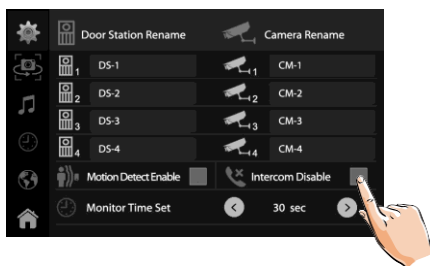 Door Station Rename Camera Rename
1 DS-1 1 CM-1
2 DS-2 2 CM-2
3 DS-3 3 CM-3
4 DS-4 4 CM-4
Motion Detect Enable Intercom Disable
Monitor Time Set < 30 sec >